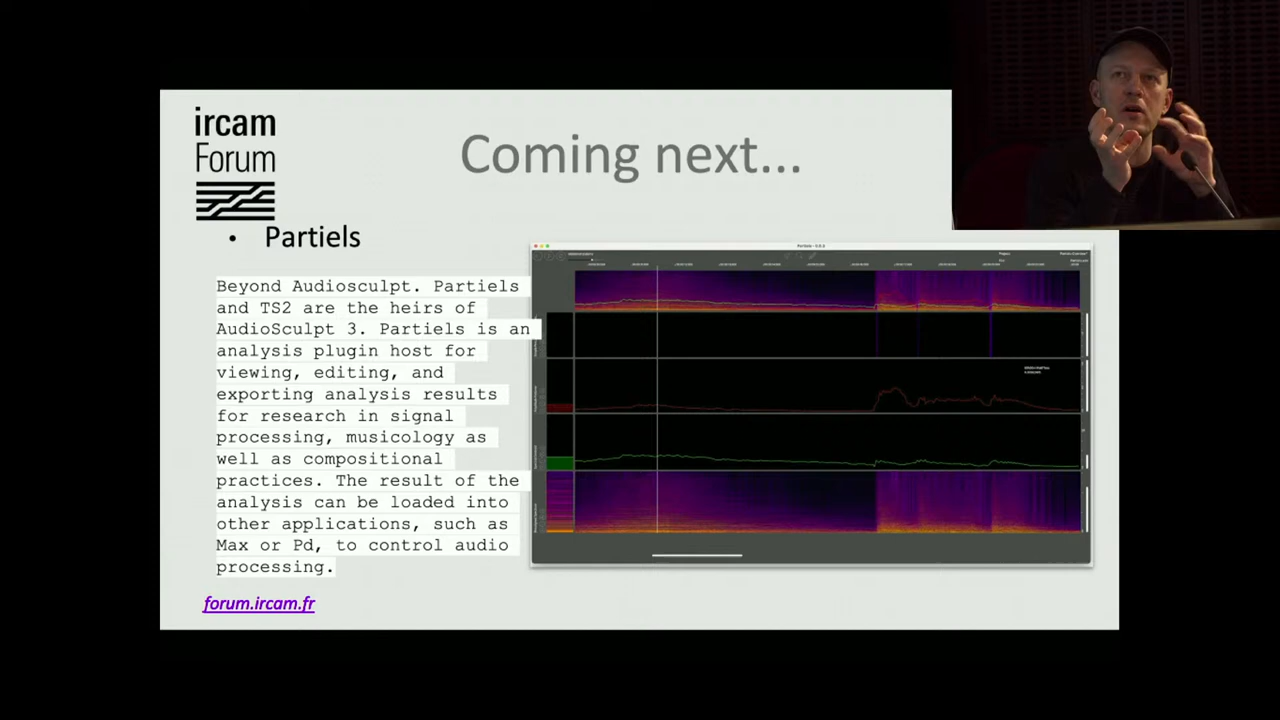 ircam
Forum
Coming next...
• Partiels
Beyond Audiosculpt. Partiels
and TS2 are the heirs of
AudioSculpt 3. Partiels is an
analysis plugin host for
viewing, editing, and
exporting analysis results
for research in signal
processing, musicology as
well as compositional
practices. The result of the
analysis can be loaded into
other applications, such as
Max or Pd, to control audio
processing.
forum.ircam.fr